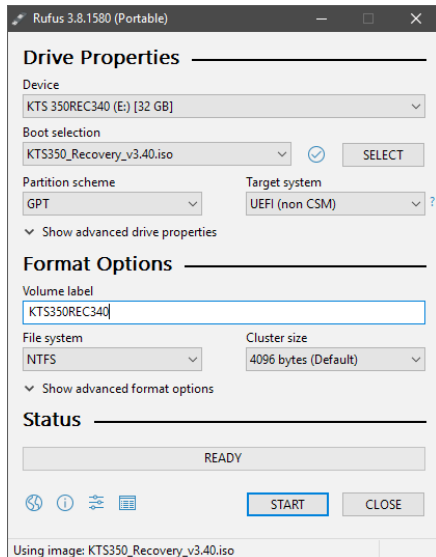 Rufus 3.8.1580 (Portable)
Drive Properties
Device
KTS 350REC340 (E:) [32 GB]
Boot selection
KTS350_Recovery_v3.40.iso
SELECT
Partition scheme
Target system
GPT
UEFI (non CSM)
?
Show advanced drive properties
Format Options
Volume label
KTS350REC340
File system
Cluster size
NTFS
4096 bytes (Default)
Show advanced format options
Status
READY
START
CLOSE
Using image: KTS350_Recovery_v3.40.iso